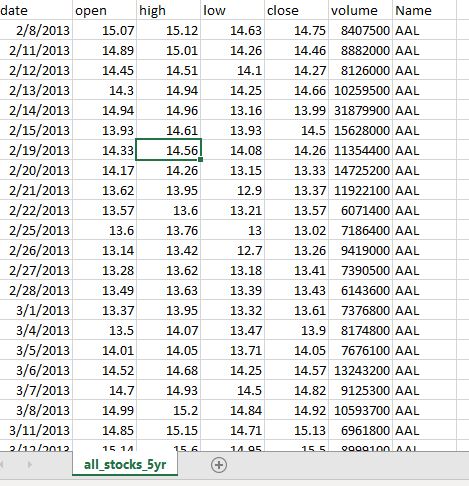 date open high low close volume Name
2/8/2013 15.07 15.12 14.63 14.75 8407500 AAL
2/11/2013 14.89 15.01 14.26 14.46 8882000 AAL
2/12/2013 14.45 14.51 14.1 14.27 8126000 AAL
2/13/2013 14.3 14.94 14.25 14.66 10259500 AAL
2/14/2013 14.94 14.96 13.16 13.99 31879900 AAL
2/15/2013 13.93 14.61 13.93 14.5 15628000 AAL
2/19/2013 14.33 14.56 14.08 14.26 11354400 AAL
2/20/2013 14.17 14.26 13.15 13.33 14725200 AAL
2/21/2013 13.62 13.95 12.9 13.37 11922100 AAL
2/22/2013 13.57 13.6 13.21 13.57 6071400 AAL
2/25/2013 13.6 13.76 13 13.02 7186400 AAL
2/26/2013 13.14 13.42 12.7 13.26 9419000 AAL
2/27/2013 13.28 13.62 13.18 13.41 7390500 AAL
2/28/2013 13.49 13.63 13.39 13.43 6143600 AAL
3/1/2013 13.37 13.95 13.32 13.61 7376800 AAL
3/4/2013 13.5 14.07 13.47 13.9 8174800 AAL
3/5/2013 14.01 14.05 13.71 14.05 7676100 AAL
3/6/2013 14.52 14.68 14.25 14.57 13243200 AAL
3/7/2013 14.7 14.93 14.5 14.82 9125300 AAL
3/8/2013 14.99 15.2 14.84 14.92 10593700 AAL
3/11/2013 14.85 15.15 14.71 15.13 6961800 AAL
3/12/2013 15.14 15.6 14.95 15.5 8999100 AAL
all_stocks_5yr